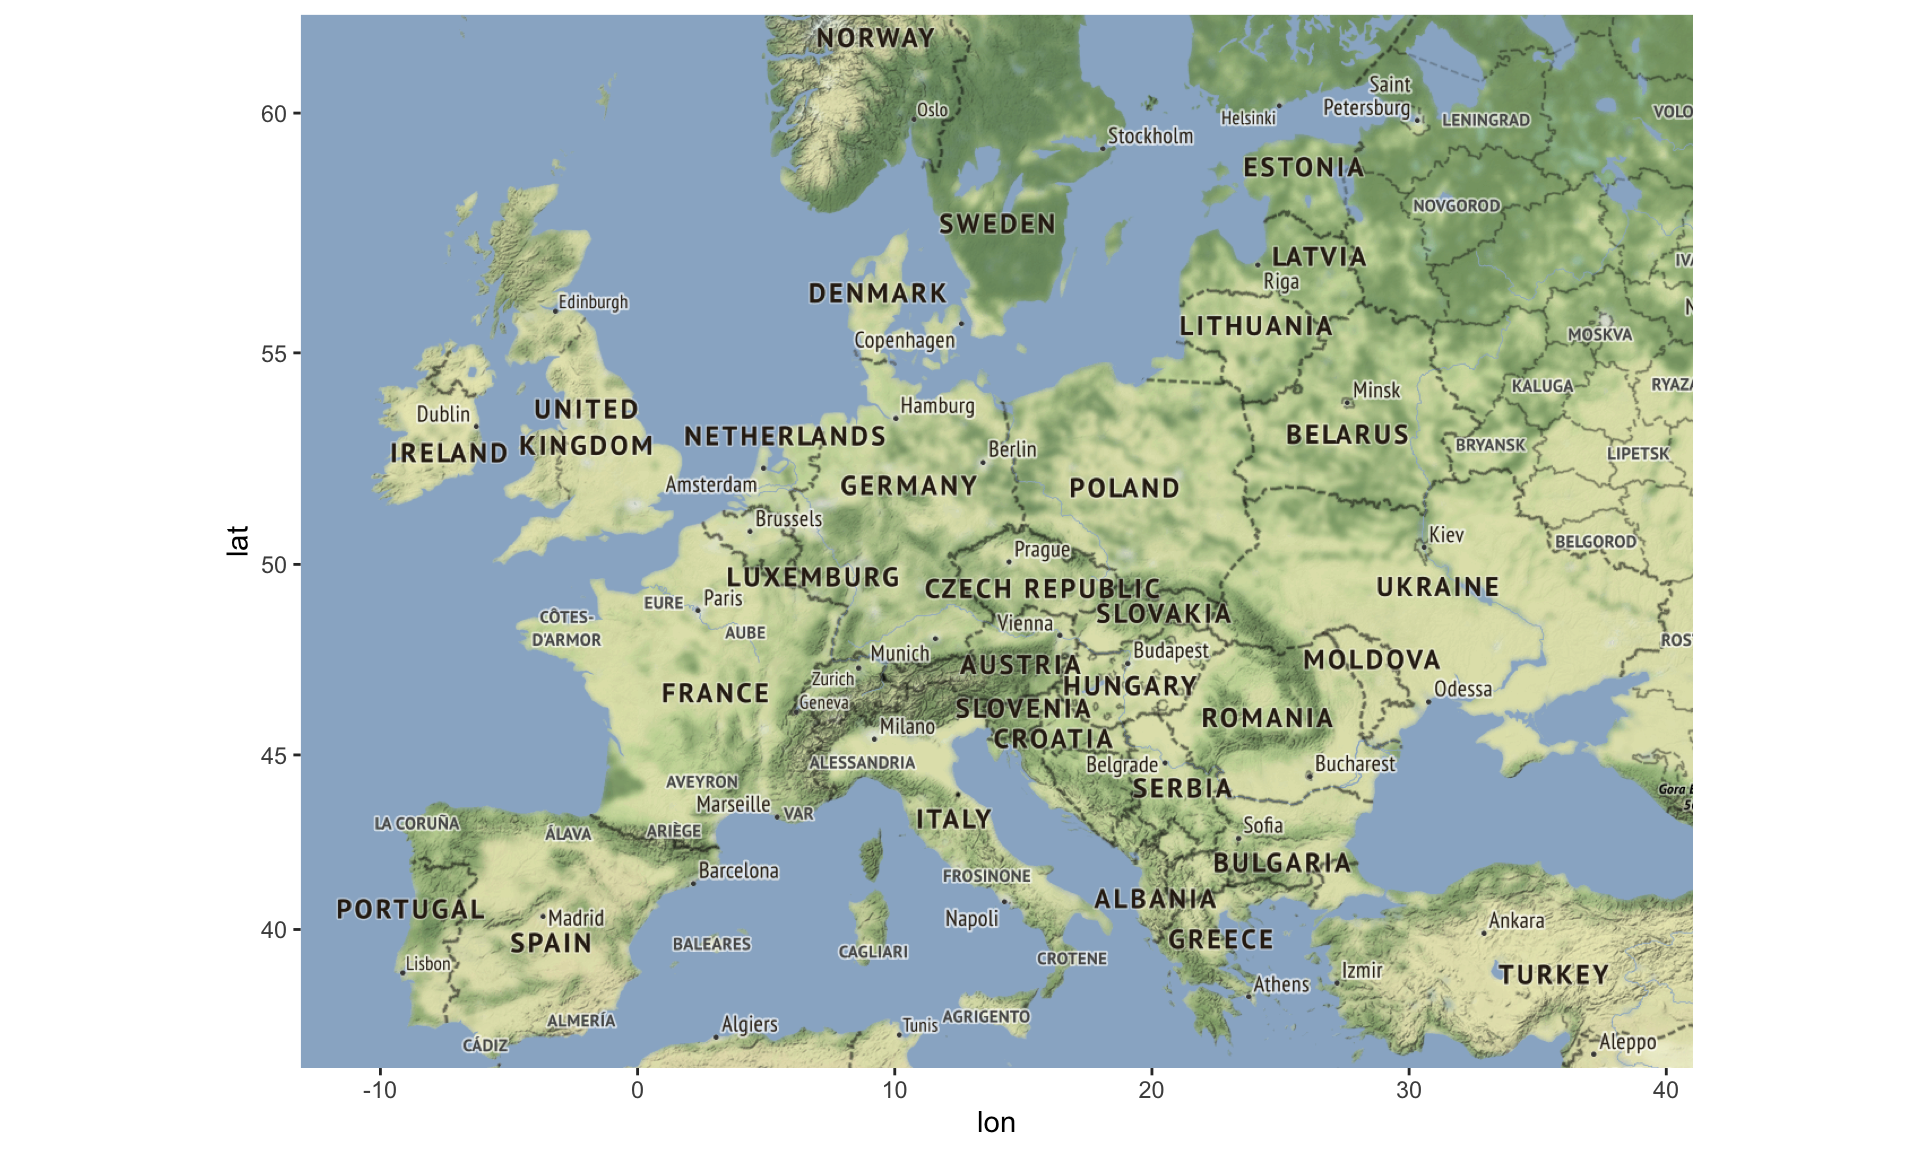 NORWAY
60
Oslo
Stockholm
Helsinki
Saint
Petersburg
LENINGRAD
VOLO
ESTONIA
SWEDEN
NOVGOROD
LATVIA
Riga
IVA
DENMARK
Copenhagen
LITHUANIA
MOSKVA
N
Edinburgh
55
Minsk
KALUGA
RYAZA
Dublin
IRELAND
UNITED
KINGDOM
NETHERLANDS
Hamburg
Berlin
BELARUS
BRYANSK
LIPETSK
Amsterdam
GERMANY
POLAND
Brussels
Kiev
BELGOROD
lat
50
LUXEMBURG
Prague
CZECH REPUBLIC
SLOVAKIA
UKRAINE
CÔTES-
D'ARMOR
EURE
Paris
AUBE
Vienna
ROST
Munich
Zurich
Geneva
AUSTRIA
Budapest
HUNGARY
MOLDOVA
Odessa
FRANCE
SLOVENIA
ROMANIA
Milano
CROATIA
45
ALESSANDRIA
Belgrade
Bucharest
AVEYRON
Marseille
VAR
SERBIA
Gora E
56
LA CORUÑA
ÁLAVA
ARIÈGE
ITALY
Sofia
BULGARIA
Barcelona
FROSINONE
ALBANIA
PORTUGAL
Madrid
SPAIN
Napoli
Ankara
40
BALEARES
CAGLIARI
CROTENE
GREECE
Lisbon
Izmir
TURKEY
Athens
ALMERÍA
CÁDIZ
Algiers
Tunis
AGRIGENTO
Aleppo
-10
0
10
20
30
40
lon